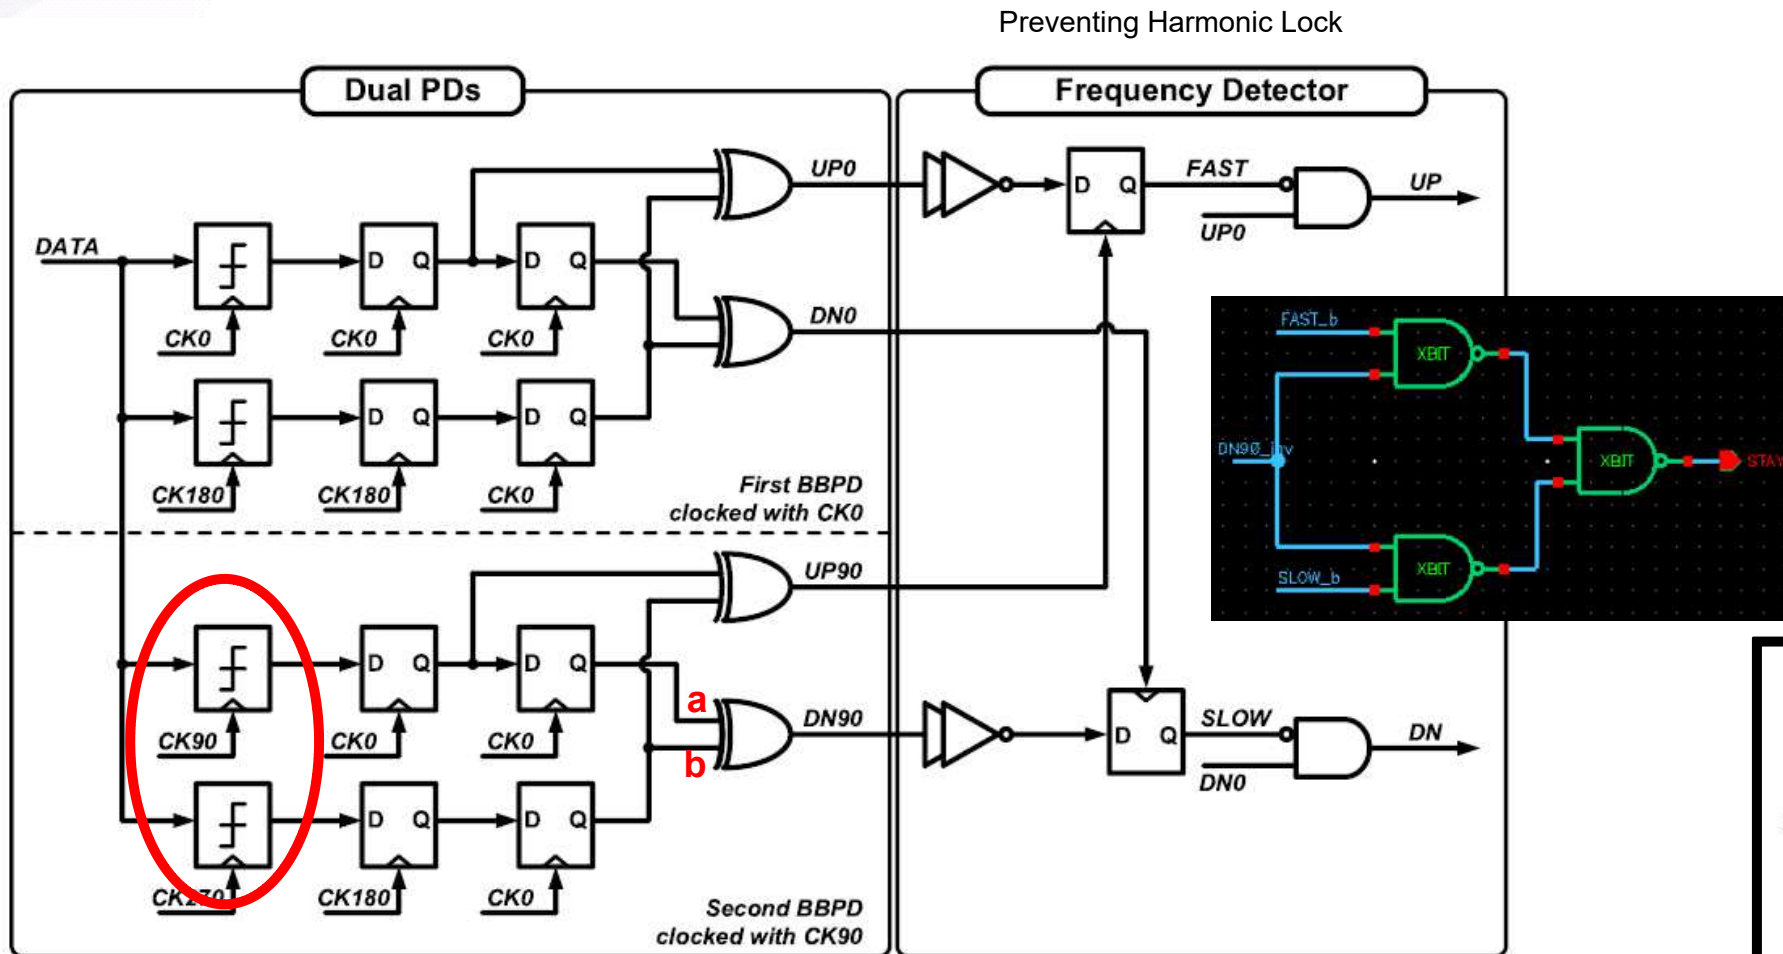 Preventing Harmonic Lock
Dual PDs
Frequency Detector
UP0
FAST
UP
D Q
UP0
DATA
D Q
D Q
DN0
CK0
CK0
CK0
FAST_b
XBIT
D Q
D Q
DN90_inv
XBIT
CK180
CK180
CK0
First BBPD
clocked with CK0
UP90
XBIT
SLOW_b
D Q
D Q
a
DN90
SLOW
DN
D Q
CK90
CK0
CK0
b
DN0
D Q
D Q
CK270
CK180
CK0
Second BBPD
clocked with CK90